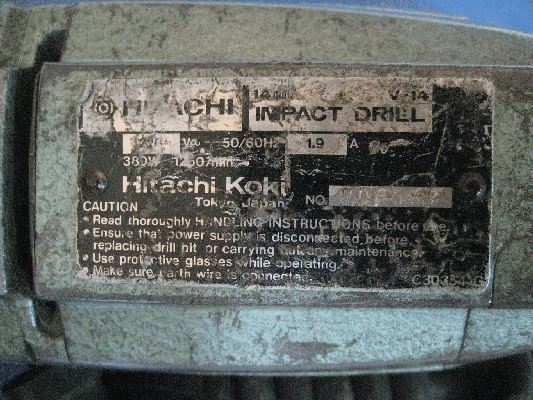 HITACHI
14mm V-14
IMPACT DRILL
50/60Hz 1.9 A
380W 1250/min
Hitachi Koki
Tokyo Japan NO.
CAUTION
• Read thoroughly HANDLING INSTRUCTIONS before use.
• Ensure that power supply is disconnected before
replacing drill bit or carrying out any maintenance.
• Use protective glasses while operating.
• Make sure earth wire is connected.